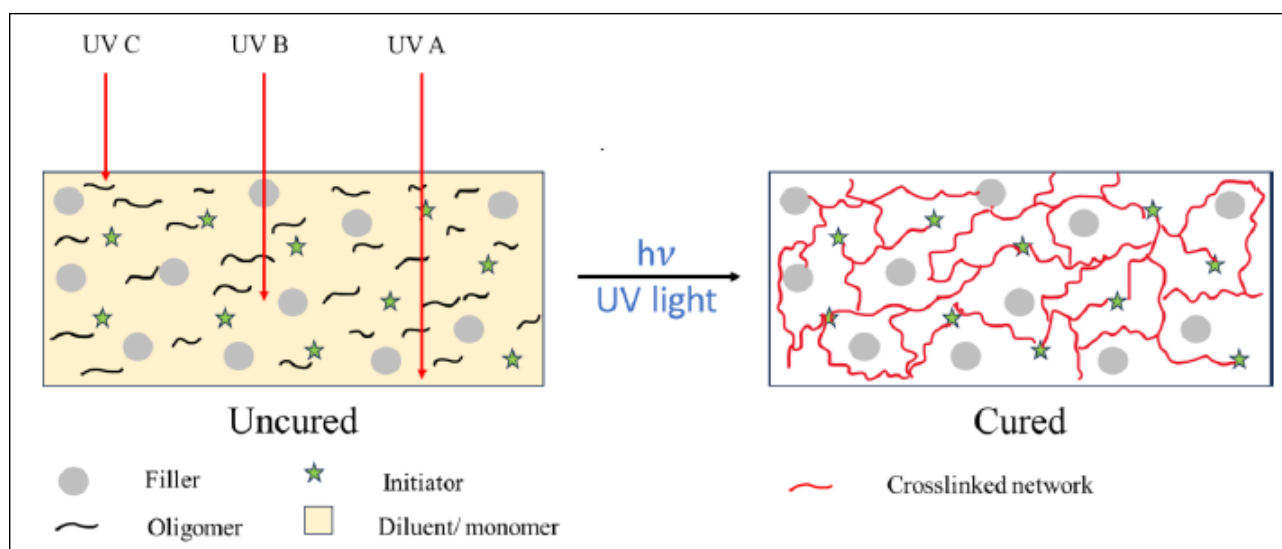 UV C
UV B
UV A
hν
UV light
Uncured
Cured
Filler
Initiator
Crosslinked network
Oligomer
Diluent/ monomer